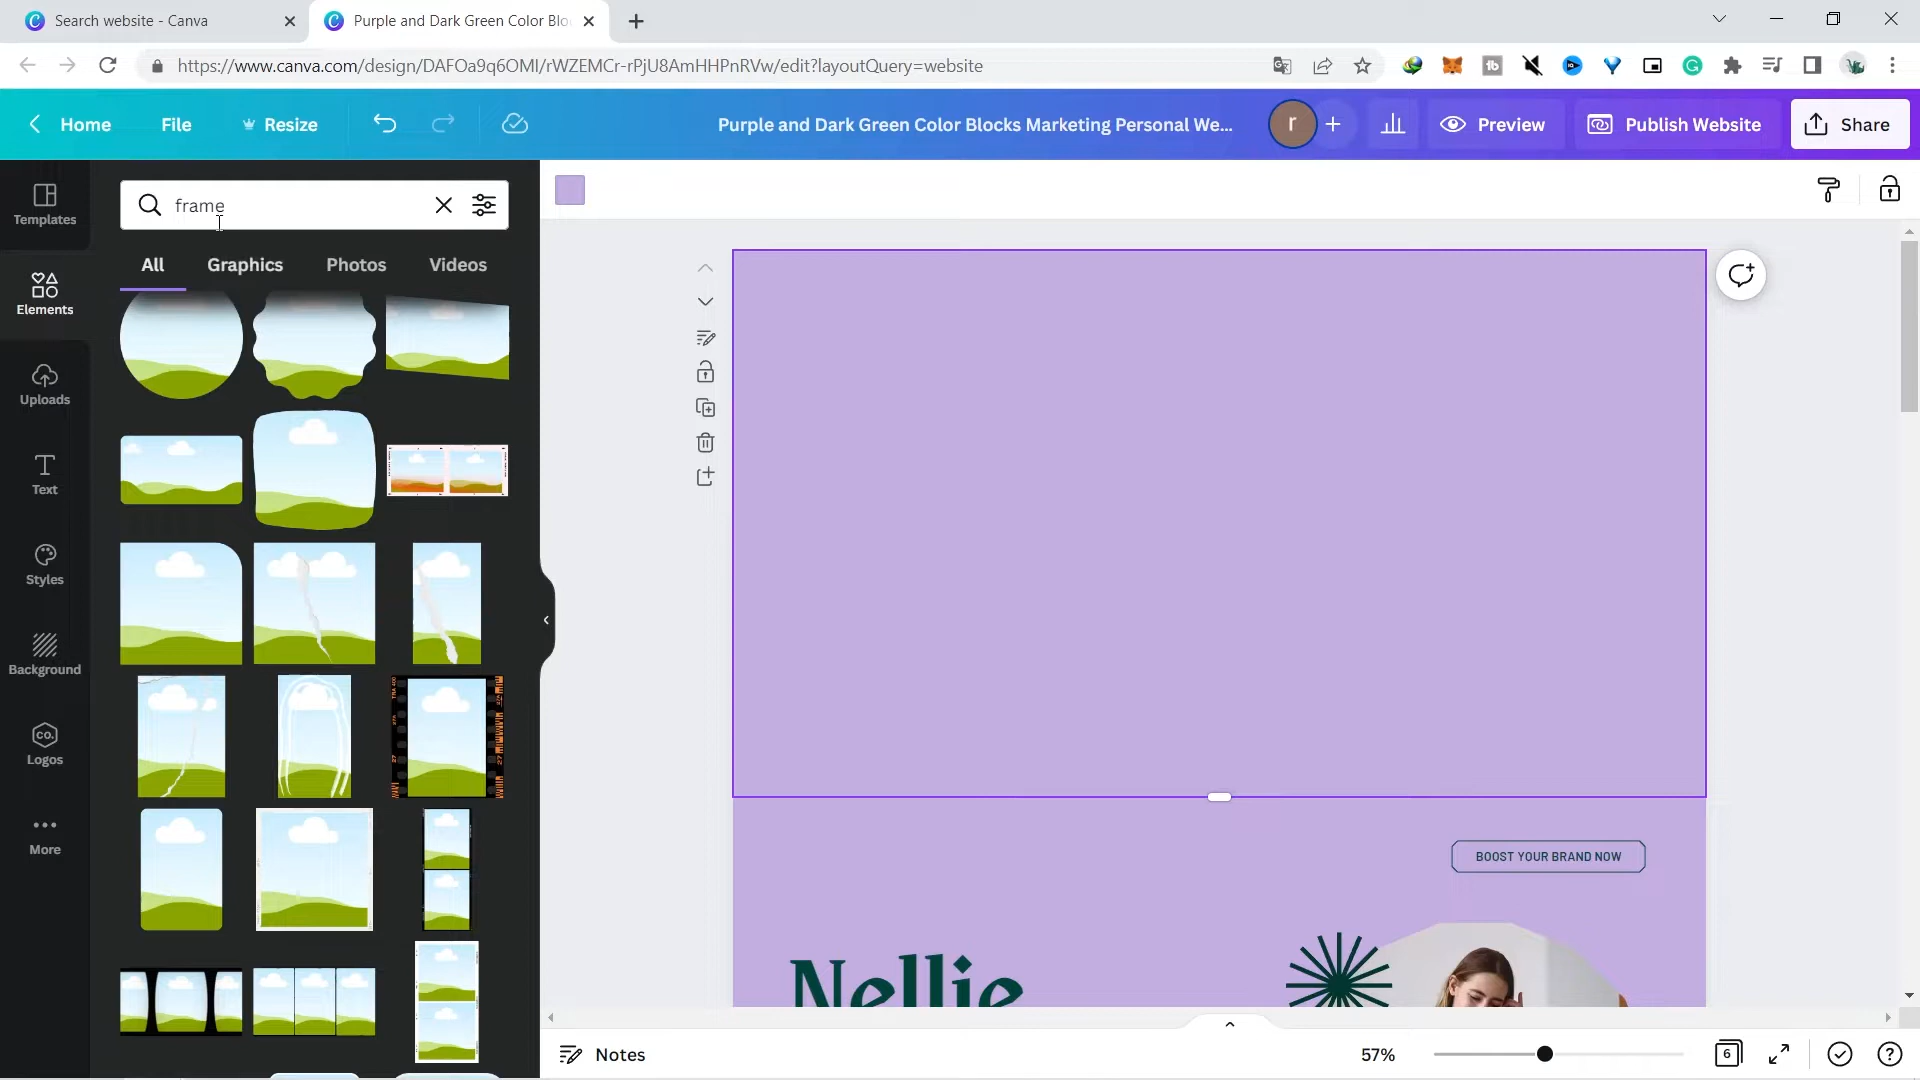 Search website - Canva
Purple and Dark Green Color Blo
https://www.canva.com/design/DAFOa9q6OMI/rWZEMCr-rPjU8AmHHPnRVw/edit?layoutQuery=website
Home
File
Resize
Purple and Dark Green Color Blocks Marketing Personal We...
r
Preview
Publish Website
Share
Templates
Elements
Uploads
Text
Styles
Background
CO.
Logos
More
frame
All
Graphics
Photos
Videos
BOOST YOUR BRAND NOW
Nellie
Notes
57%
6